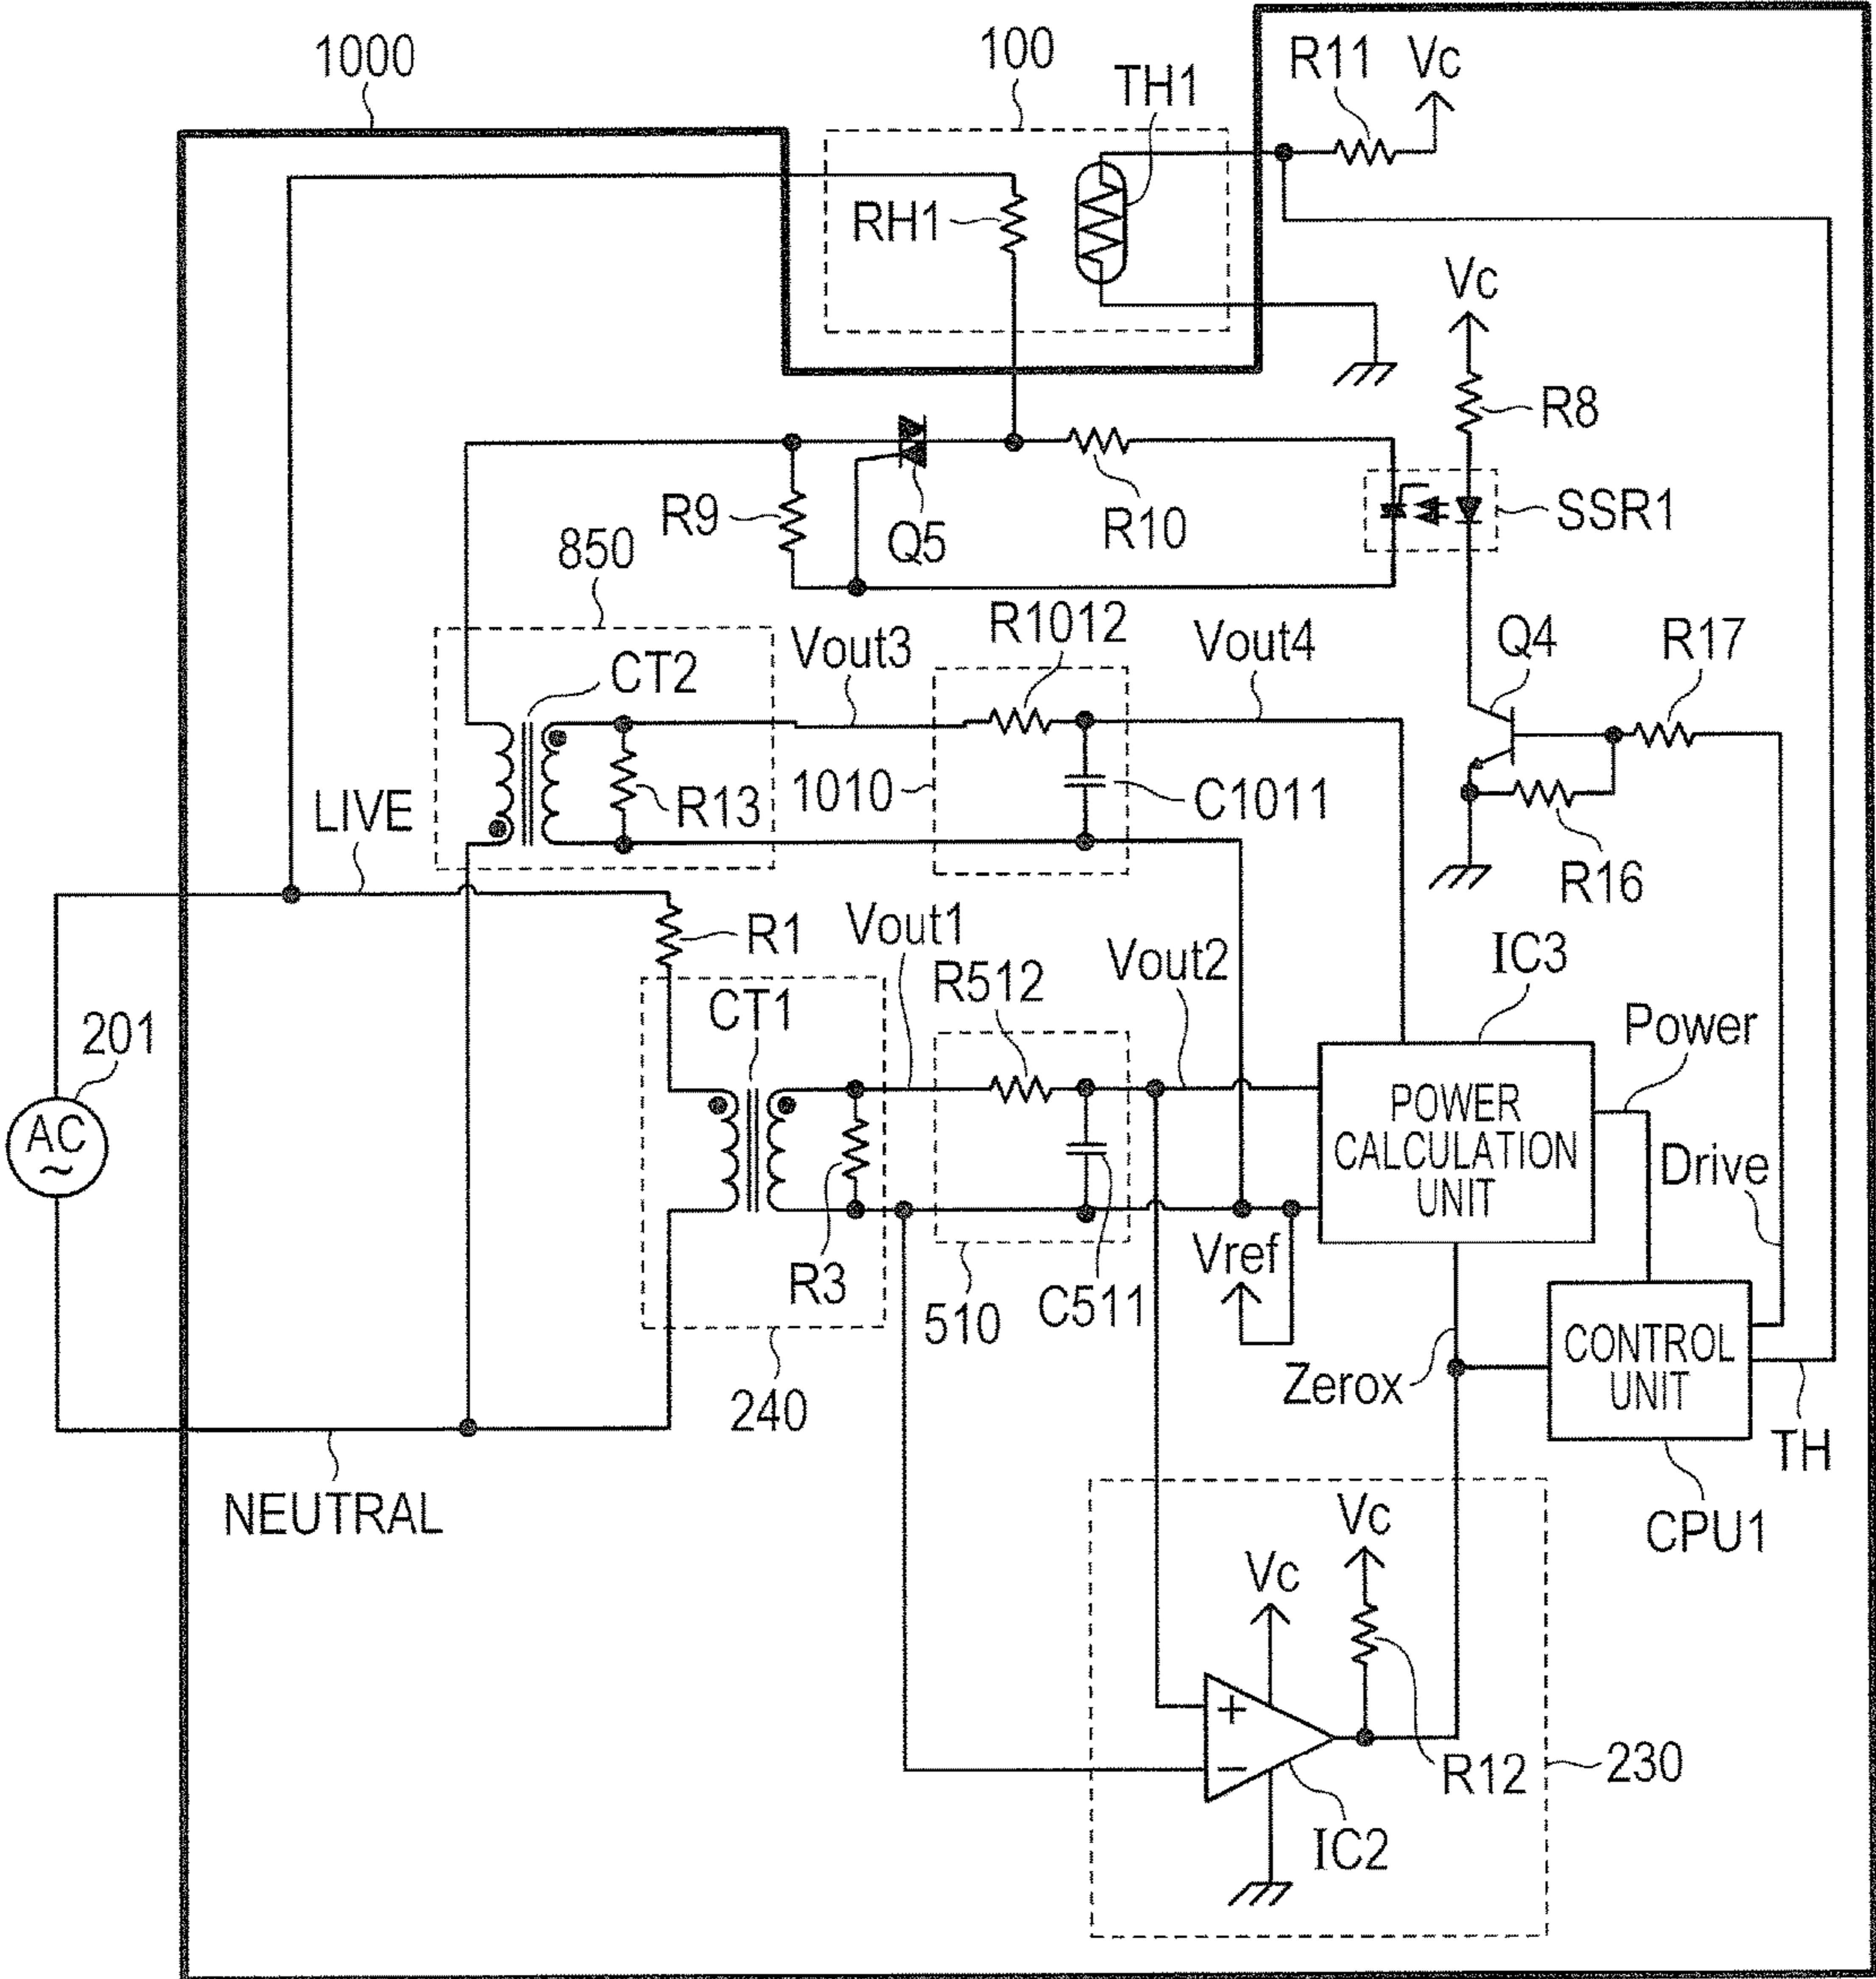 1000
100
R11
Vc
TH1
RH1
Vc
R8
R9
Q5
R10
SSR1
850
R1012
Vout3
Vout4
Q4
R17
CT2
R13
1010
C1011
LIVE
R16
R1
Vout1
R512
Vout2
IC3
CT1
201
Power
AC
~
POWER
CALCULATION
UNIT
Drive
R3
Vref
C511
510
CONTROL
UNIT
Zerox
240
TH
NEUTRAL
Vc
CPU1
Vc
+
−
R12
230
IC2